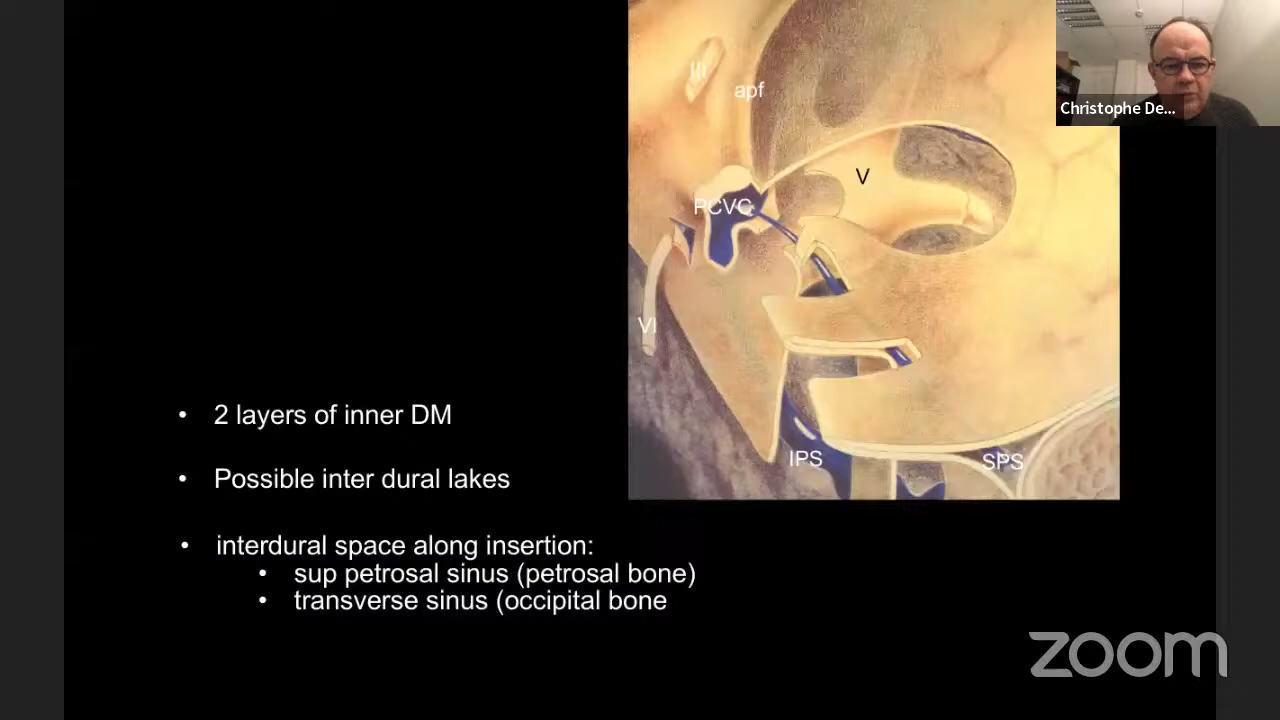 III
apf
Christophe De...
V
PCVC
VI
• 2 layers of inner DM
IPS
SPS
• Possible inter dural lakes
• interdural space along insertion:
• sup petrosal sinus (petrosal bone)
• transverse sinus (occipital bone
zoom